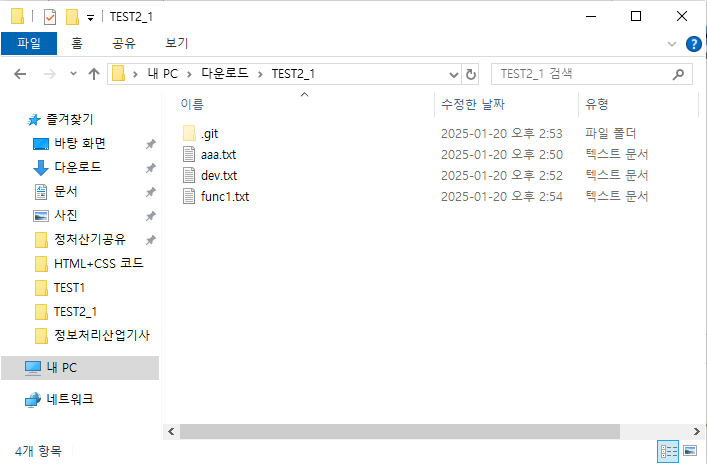 TEST2_1
파일 홈 공유 보기
내 PC 다운로드 TEST2_1 TEST2_1 검색
이름 수정한 날짜 유형
즐겨찾기
바탕 화면
다운로드
문서
사진
정처산기공유
HTML+CSS 코드
TEST1
TEST2_1
정보처리산업기사
내 PC
네트워크
.git 2025-01-20 오후 2:53 파일 폴더
aaa.txt 2025-01-20 오후 2:50 텍스트 문서
dev.txt 2025-01-20 오후 2:52 텍스트 문서
func1.txt 2025-01-20 오후 2:54 텍스트 문서
4개 항목